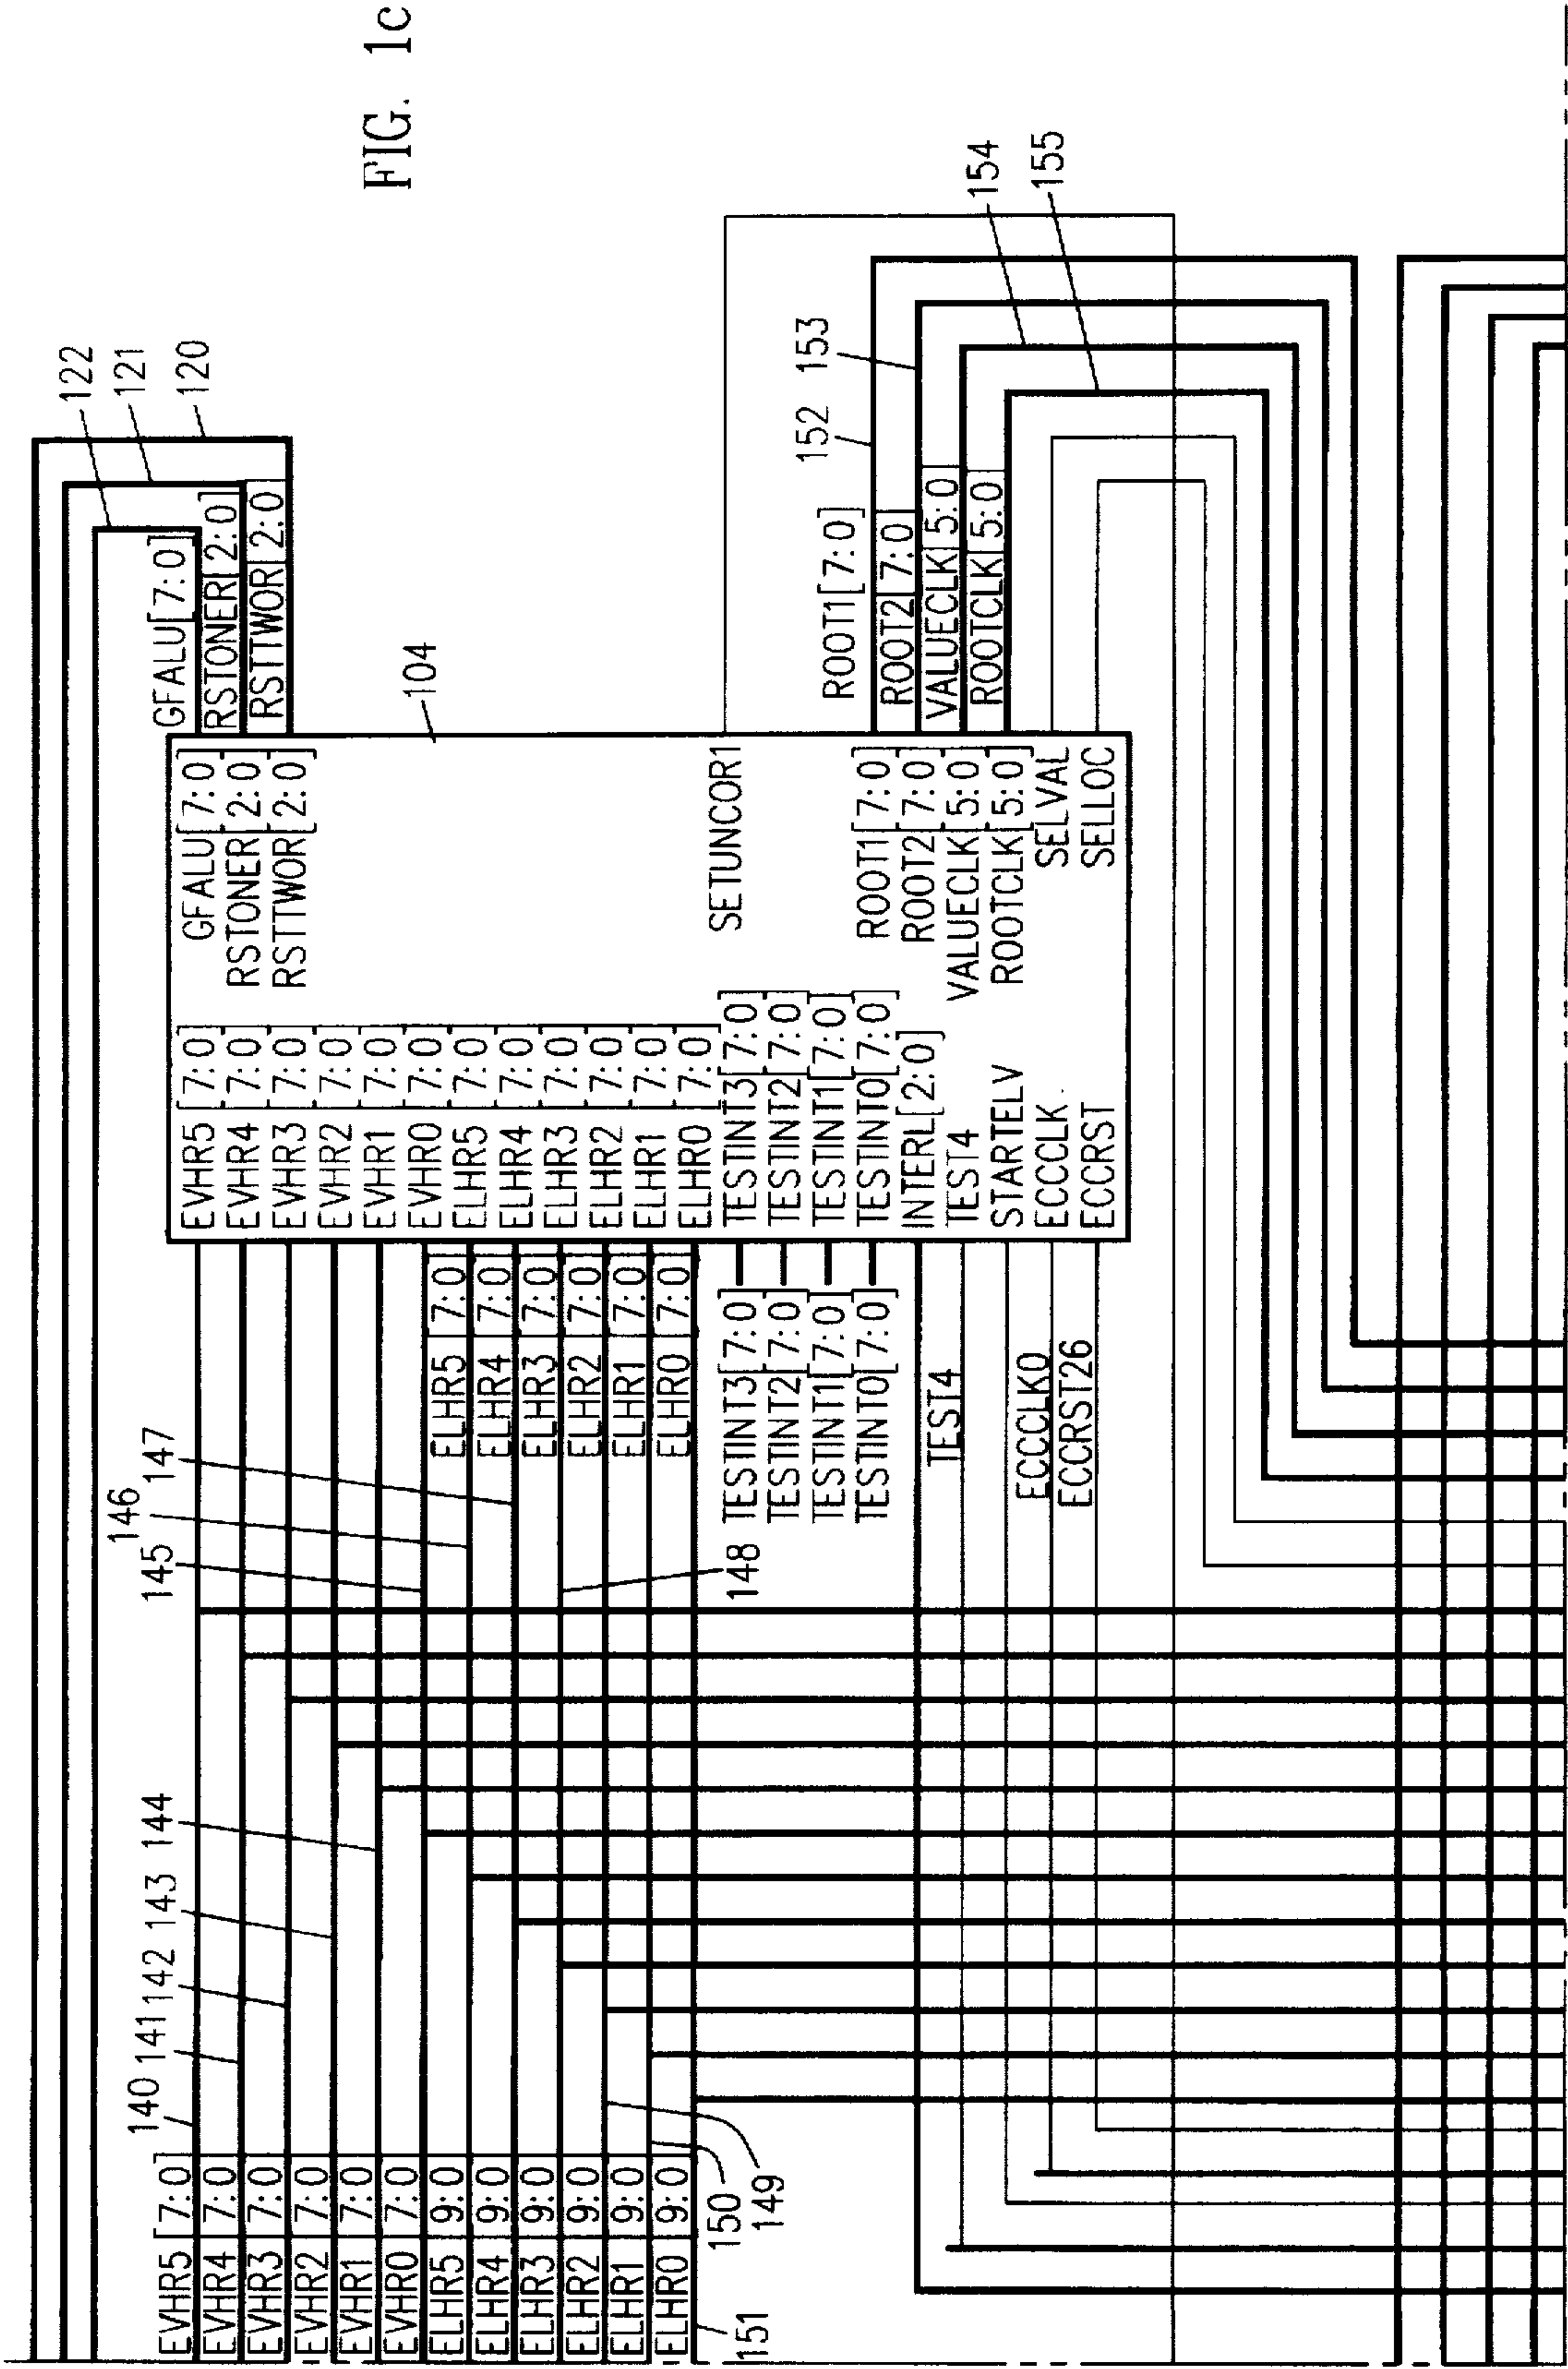 FIG. 1c
122
121
120
GFALU[7:0]
RSTONER[2:0]
RSTTWOR[2:0]
104
EVHR5 [7:0]
EVHR4 [7:0]
EVHR3 [7:0]
EVHR2 [7:0]
EVHR1 [7:0]
EVHR0 [7:0]
ELHR5 [9:0]
ELHR4 [9:0]
ELHR3 [9:0]
ELHR2 [9:0]
ELHR1 [9:0]
ELHR0 [9:0]
140
141
142
143
144
145
146
147
148
149
150
151
ELHR5 [7:0]
ELHR4 [7:0]
ELHR3 [7:0]
ELHR2 [7:0]
ELHR1 [7:0]
ELHR0 [7:0]
TESTINT3[7:0]
TESTINT2[7:0]
TESTINT1[7:0]
TESTINT0[7:0]
TEST4
ECCCLK0
ECCRST26
EVHR5 [7:0]
EVHR4 [7:0]
EVHR3 [7:0]
EVHR2 [7:0]
EVHR1 [7:0]
EVHR0 [7:0]
ELHR5 [7:0]
ELHR4 [7:0]
ELHR3 [7:0]
ELHR2 [7:0]
ELHR1 [7:0]
ELHR0 [7:0]
TESTINT3[7:0]
TESTINT2[7:0]
TESTINT1[7:0]
TESTINT0[7:0]
INTERL[2:0]
TEST4
STARTELV
ECCCLK
ECCRST
GFALU[7:0]
RSTONER[2:0]
RSTTWOR[2:0]
SETUNCOR1
ROOT1[7:0]
ROOT2[7:0]
VALUECLK[5:0]
ROOTCLK[5:0]
SELVAL
SELLOC
ROOT1[7:0]
ROOT2[7:0]
VALUECLK[5:0]
ROOTCLK[5:0]
152
153
154
155